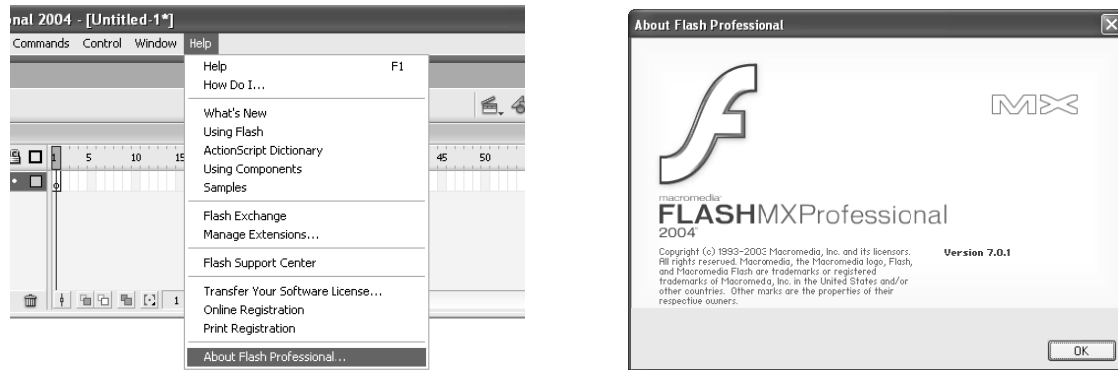 onal 2004 - [Untitled-1*]
Commands Control Window Help
Help F1
How Do I...
What's New
Using Flash
ActionScript Dictionary
Using Components
Samples
Flash Exchange
Manage Extensions...
Flash Support Center
Transfer Your Software License...
Online Registration
Print Registration
About Flash Professional...
1 5 10 15 45 50
1
About Flash Professional
MX
macromedia
FLASHMXProfessional
2004
Copyright (c) 1993-2003 Macromedia, Inc. and its licensors.
All rights reserved. Macromedia, the Macromedia logo, Flash,
and Macromedia Flash are trademarks or registered
trademarks of Macromedia, Inc. in the United States and/or
other countries. Other marks are the properties of their
respective owners.
Version 7.0.1
OK